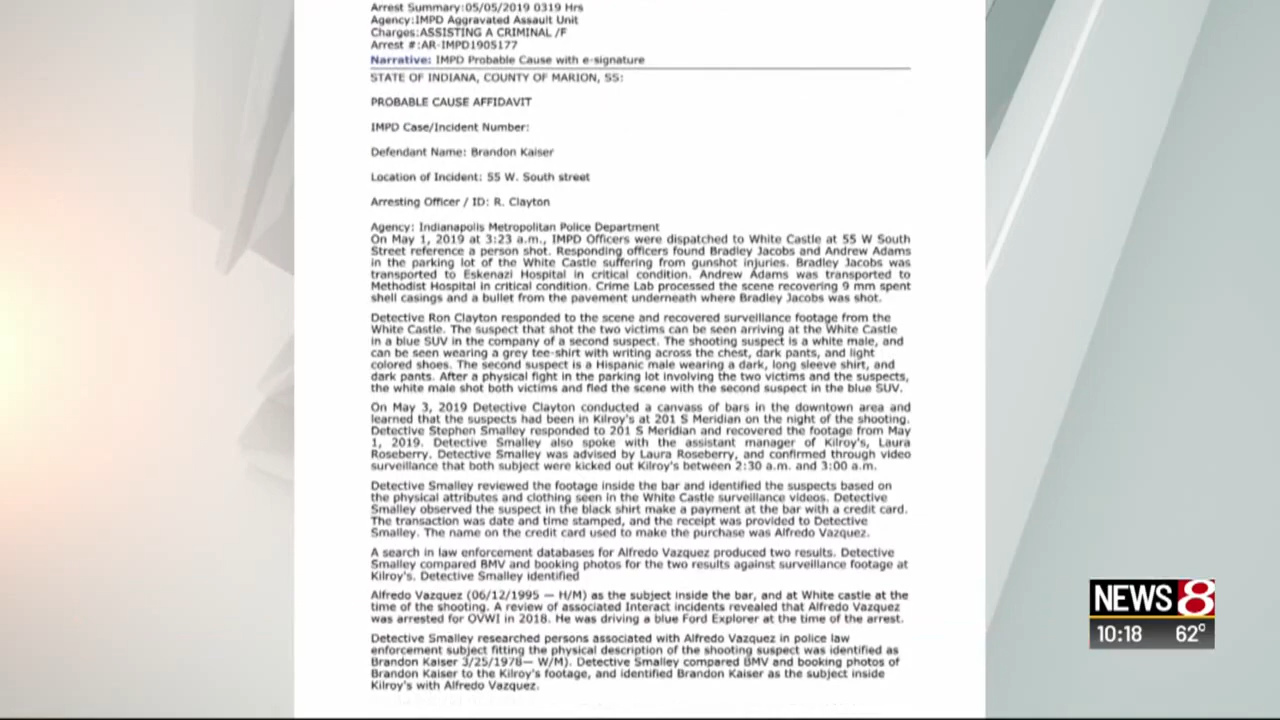 Arrest Summary:05/05/2019 0319 Hrs
Agency:IMPD Aggravated Assault Unit
Charges:ASSISTING A CRIMINAL /F
Arrest #:AR-IMPD1905177
Narrative: IMPD Probable Cause with e-signature
STATE OF INDIANA, COUNTY OF MARION, SS:
PROBABLE CAUSE AFFIDAVIT
IMPD Case/Incident Number:
Defendant Name: Brandon Kaiser
Location of Incident: 55 W. South street
Arresting Officer / ID: R. Clayton
Agency: Indianapolis Metropolitan Police Department
On May 1, 2019 at 3:23 a.m., IMPD Officers were dispatched to White Castle at 55 W South
Street reference a person shot. Responding officers found Bradley Jacobs and Andrew Adams
in the parking lot of the White Castle suffering from gunshot injuries. Bradley Jacobs was
transported to Eskenazi Hospital in critical condition. Andrew Adams was transported to
Methodist Hospital in critical condition. Crime Lab processed the scene recovering 9 mm spent
shell casings and a bullet from the pavement underneath where Bradley Jacobs was shot.
Detective Ron Clayton responded to the scene and recovered surveillance footage from the
White Castle. The suspect that shot the two victims can be seen arriving at the White Castle
in a blue SUV in the company of a second suspect. The shooting suspect is a white male, and
can be seen wearing a grey tee-shirt with writing across the chest, dark pants, and light
colored shoes. The second suspect is a Hispanic male wearing a dark, long sleeve shirt, and
dark pants. After a physical fight in the parking lot involving the two victims and the suspects,
the white male shot both victims and fled the scene with the second suspect in the blue SUV.
On May 3, 2019 Detective Clayton conducted a canvass of bars in the downtown area and
learned that the suspects had been in Kilroy's at 201 S Meridian on the night of the shooting.
Detective Stephen Smalley responded to 201 S Meridian and recovered the footage from May
1, 2019. Detective Smalley also spoke with the assistant manager of Kilroy's, Laura
Roseberry. Detective Smalley was advised by Laura Roseberry, and confirmed through video
surveillance that both subject were kicked out Kilroy's between 2:30 a.m. and 3:00 a.m.
Detective Smalley reviewed the footage inside the bar and identified the suspects based on
the physical attributes and clothing seen in the White Castle surveillance videos. Detective
Smalley observed the suspect in the black shirt make a payment at the bar with a credit card.
The transaction was date and time stamped, and the receipt was provided to Detective
Smalley. The name on the credit card used to make the purchase was Alfredo Vazquez.
A search in law enforcement databases for Alfredo Vazquez produced two results. Detective
Smalley compared BMV and booking photos for the two results against surveillance footage at
Kilroy's. Detective Smalley identified
Alfredo Vazquez (06/12/1995 — H/M) as the subject inside the bar, and at White castle at the
time of the shooting. A review of associated Interact incidents revealed that Alfredo Vazquez
was arrested for OVWI in 2018. He was driving a blue Ford Explorer at the time of the arrest.
Detective Smalley researched persons associated with Alfredo Vazquez in police law
enforcement subject fitting the physical description of the shooting suspect was identified as
Brandon Kaiser 3/25/1978— W/M). Detective Smalley compared BMV and booking photos of
Brandon Kaiser to the Kilroy's footage, and identified Brandon Kaiser as the subject inside
Kilroy's with Alfredo Vazquez.
NEWS 8
10:18 62°